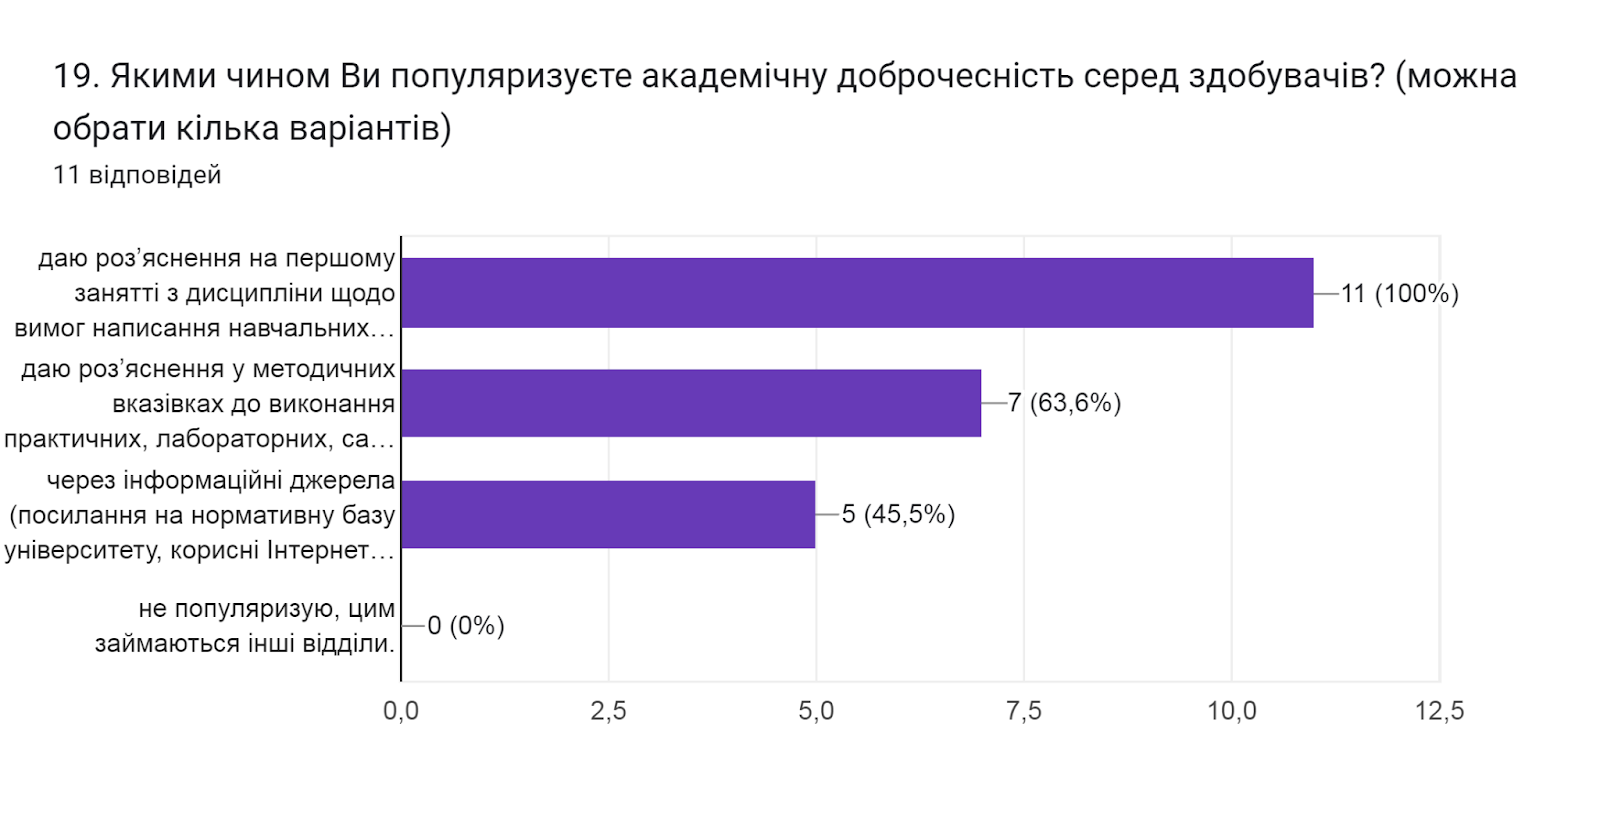 19. Якими чином Ви популяризуєте академічну доброчесність серед здобувачів? (можна
обрати кілька варіантів)
11 відповідей
даю роз’яснення на першому
занятті з дисципліни щодо
вимог написання навчальних…
11 (100%)
даю роз’яснення у методичних
вказівках до виконання
практичних, лабораторних, са…
7 (63,6%)
через інформаційні джерела
(посилання на нормативну базу
університету, корисні Інтернет…
5 (45,5%)
не популяризую, цим
займаються інші відділи.
0 (0%)
0,0 2,5 5,0 7,5 10,0 12,5